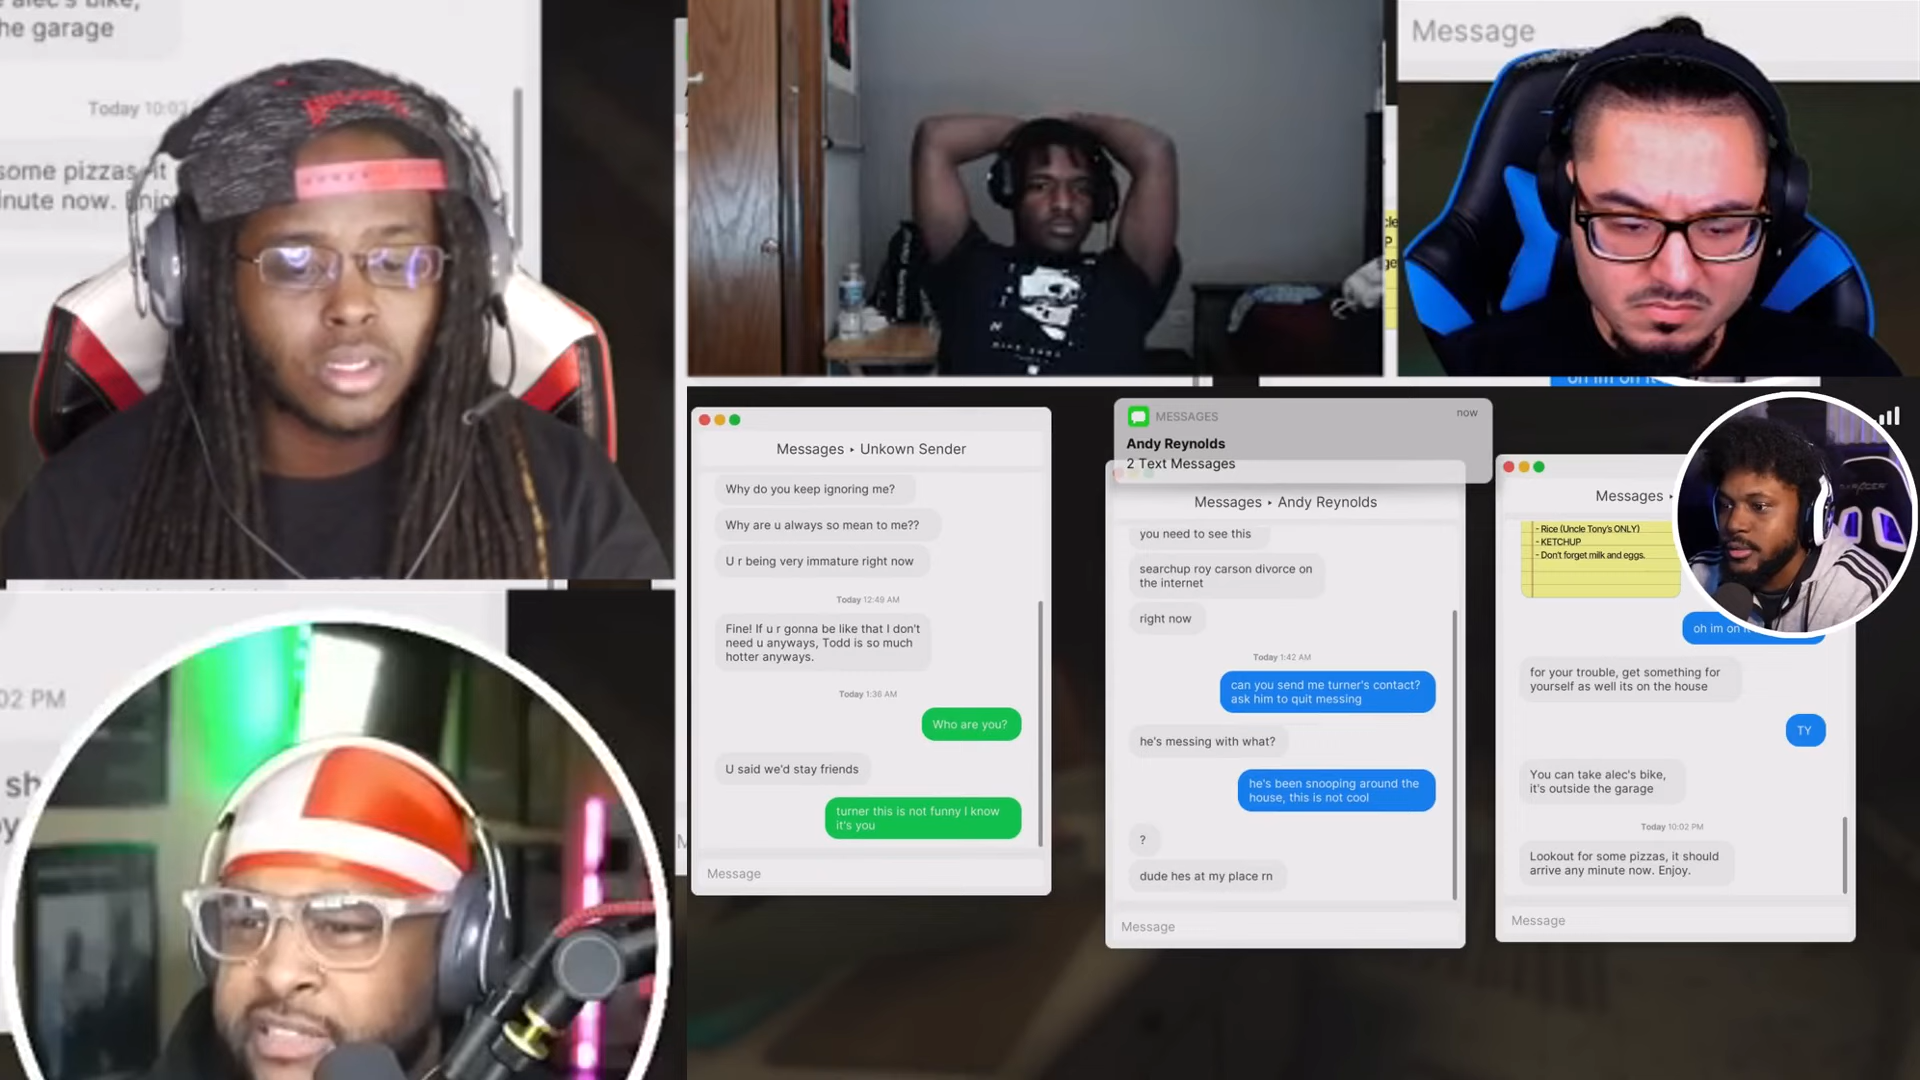 alec's bike,
he garage
Today 10:03
some pizzas, it
inute now. Enjoy
Message
02 PM
sh
Messages ▸ Unkown Sender
Why do you keep ignoring me?
Why are u always so mean to me??
U r being very immature right now
Today 12:49 AM
Fine! If u r gonna be like that I don't
need u anyways, Todd is so much
hotter anyways.
Today 1:36 AM
Who are you?
U said we'd stay friends
turner this is not funny I know
it's you
Message
MESSAGES
now
Andy Reynolds
2 Text Messages
Messages ▸ Andy Reynolds
you need to see this
searchup roy carson divorce on
the internet
right now
Today 1:42 AM
can you send me turner's contact?
ask him to quit messing
he's messing with what?
he's been snooping around the
house, this is not cool
?
dude hes at my place rn
Message
Messages ▸
- Rice (Uncle Tony's ONLY)
- KETCHUP
- Don't forget milk and eggs.
oh im on it
for your trouble, get something for
yourself as well its on the house
TY
You can take alec's bike,
it's outside the garage
Today 10:02 PM
Lookout for some pizzas, it should
arrive any minute now. Enjoy.
Message